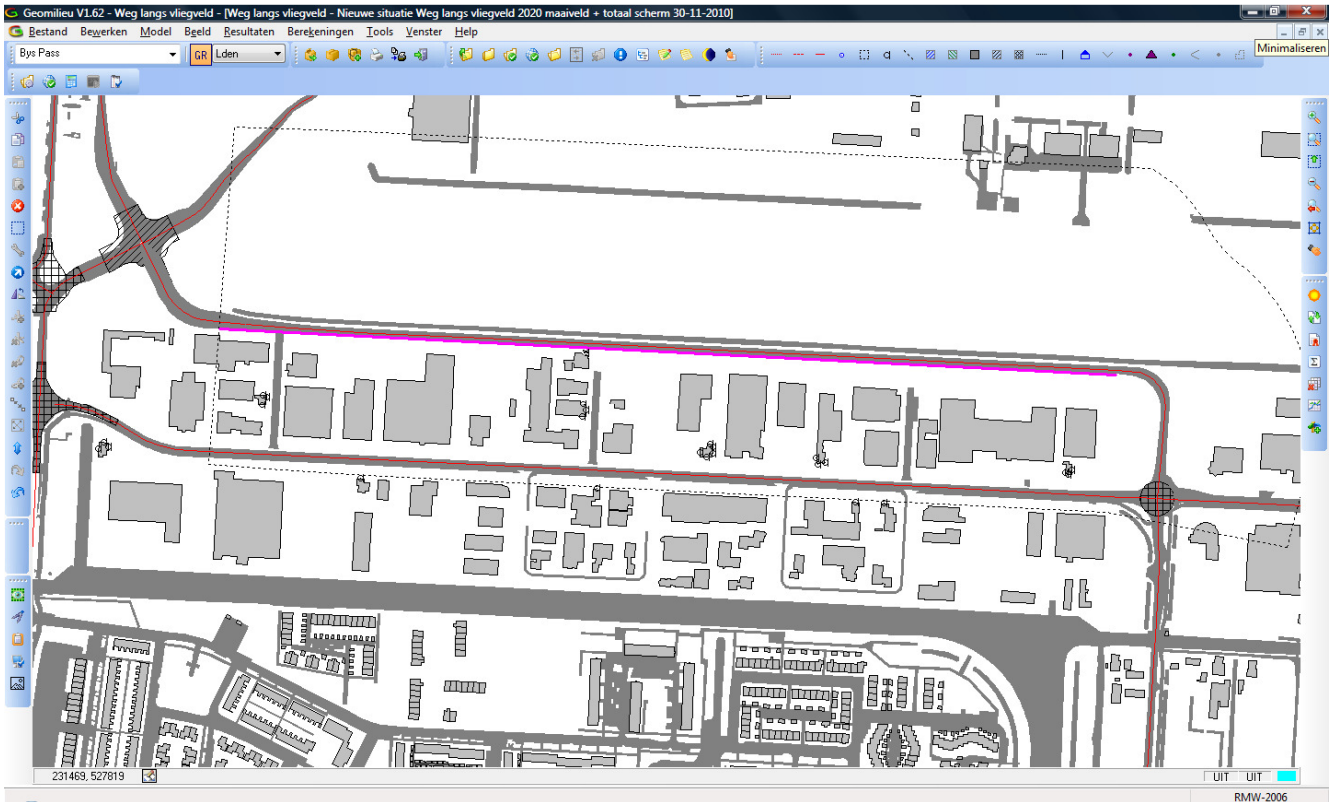 Geomilieu V1.62 - Weg langs vliegveld - [Weg langs vliegveld - Nieuwe situatie Weg langs vliegveld 2020 maaiveld + totaal scherm 30-11-2010]
Bestand Bewerken Model Beeld Resultaten Berekeningen Tools Venster Help
Minimaliseren
Bys Pass GR Lden
231469, 527819 UIT UIT
RMW-2006